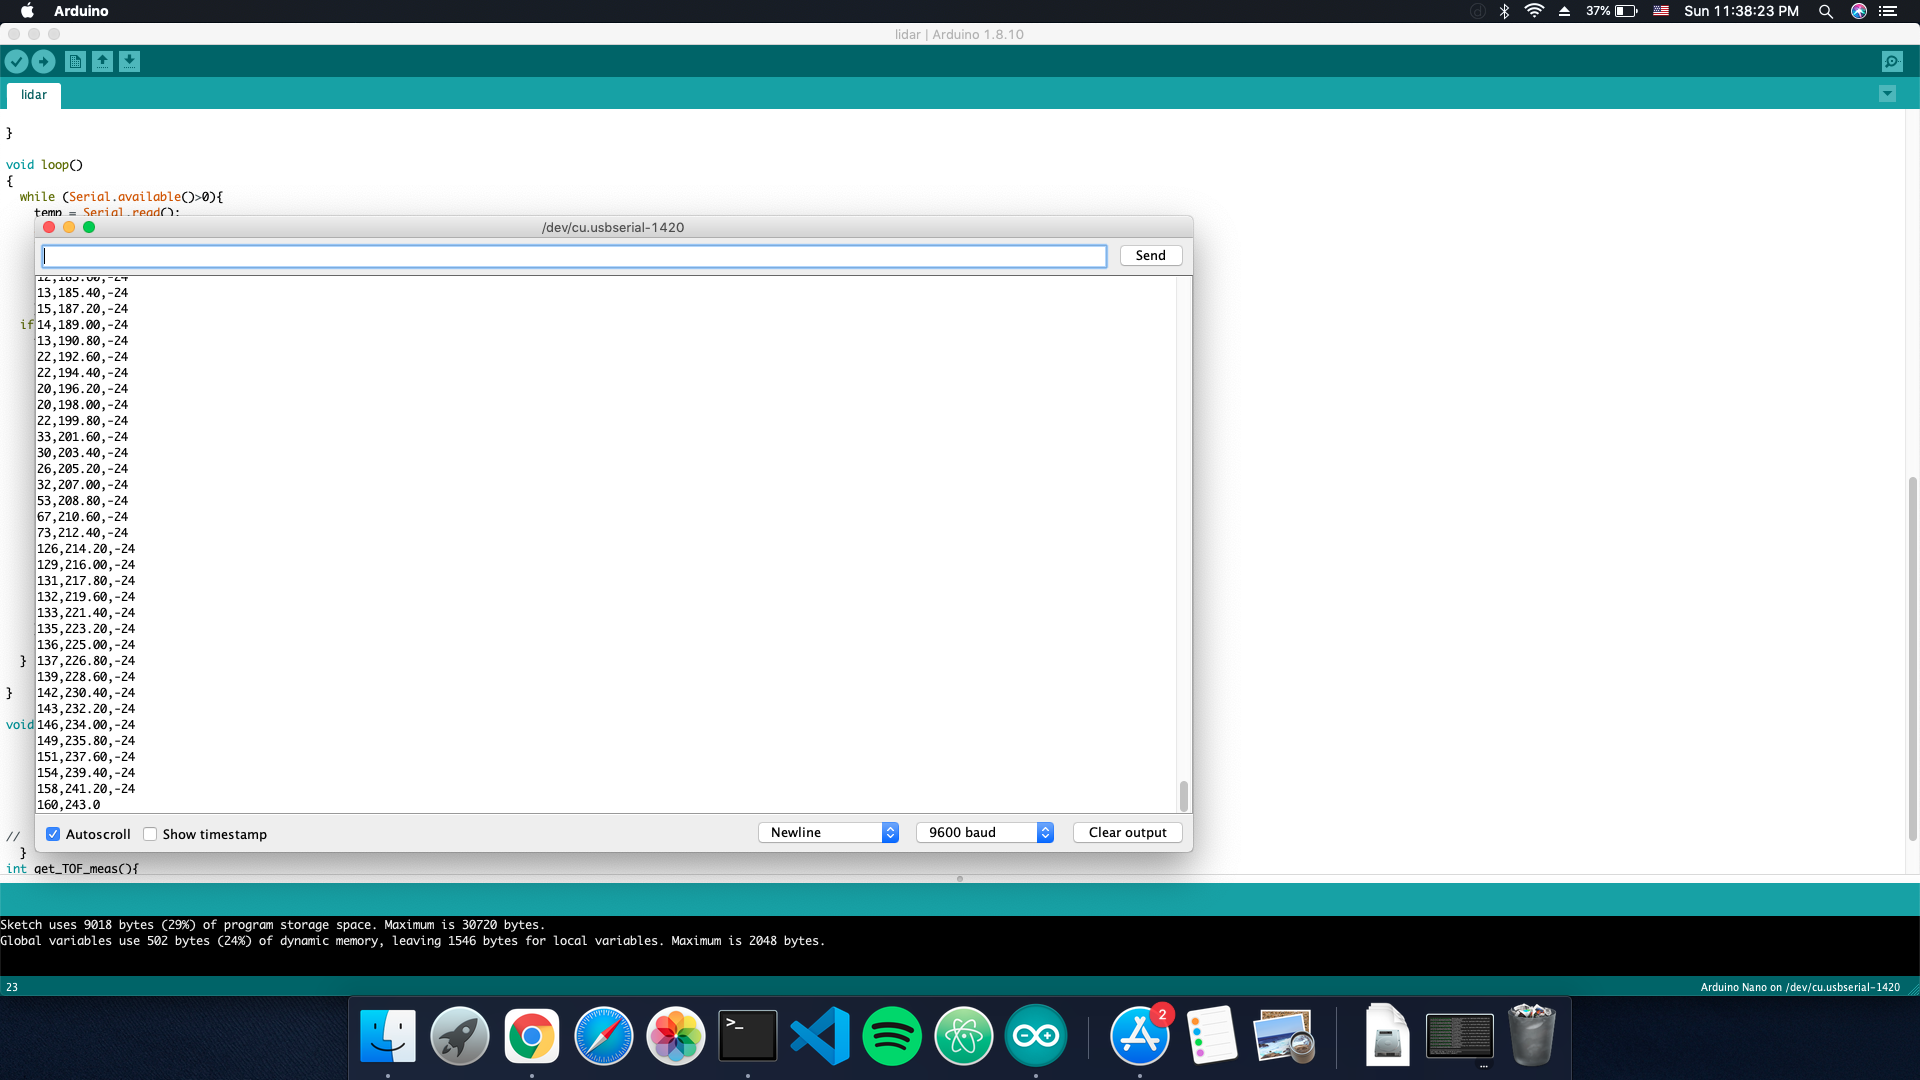 Arduino
37%
Sun 11:38:23 PM
lidar | Arduino 1.8.10
lidar
}
void loop()
{
while (Serial.available()>0){
temp = Serial.read();
/dev/cu.usbserial-1420
Send
12,183.60,-24
13,185.40,-24
15,187.20,-24
if
14,189.00,-24
13,190.80,-24
22,192.60,-24
22,194.40,-24
20,196.20,-24
20,198.00,-24
22,199.80,-24
33,201.60,-24
30,203.40,-24
26,205.20,-24
32,207.00,-24
53,208.80,-24
67,210.60,-24
73,212.40,-24
126,214.20,-24
129,216.00,-24
131,217.80,-24
132,219.60,-24
133,221.40,-24
135,223.20,-24
136,225.00,-24
}
137,226.80,-24
139,228.60,-24
}
142,230.40,-24
143,232.20,-24
void
146,234.00,-24
149,235.80,-24
151,237.60,-24
154,239.40,-24
158,241.20,-24
160,243.0
Autoscroll
Show timestamp
Newline
9600 baud
Clear output
//
}
int get_TOF_meas(){
Sketch uses 9018 bytes (29%) of program storage space. Maximum is 30720 bytes.
Global variables use 502 bytes (24%) of dynamic memory, leaving 1546 bytes for local variables. Maximum is 2048 bytes.
23
Arduino Nano on /dev/cu.usbserial-1420
>_
2